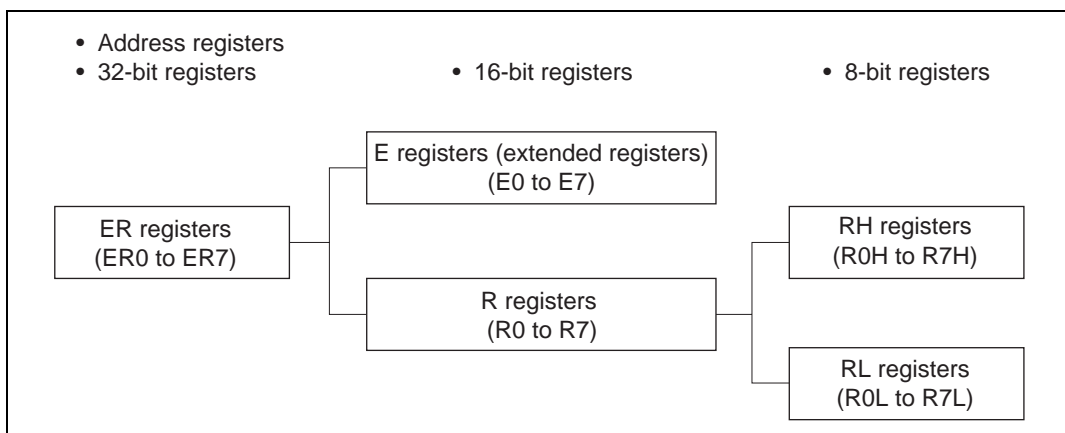 • Address registers
• 32-bit registers
• 16-bit registers
• 8-bit registers
E registers (extended registers)
(E0 to E7)
ER registers
(ER0 to ER7)
RH registers
(R0H to R7H)
R registers
(R0 to R7)
RL registers
(R0L to R7L)